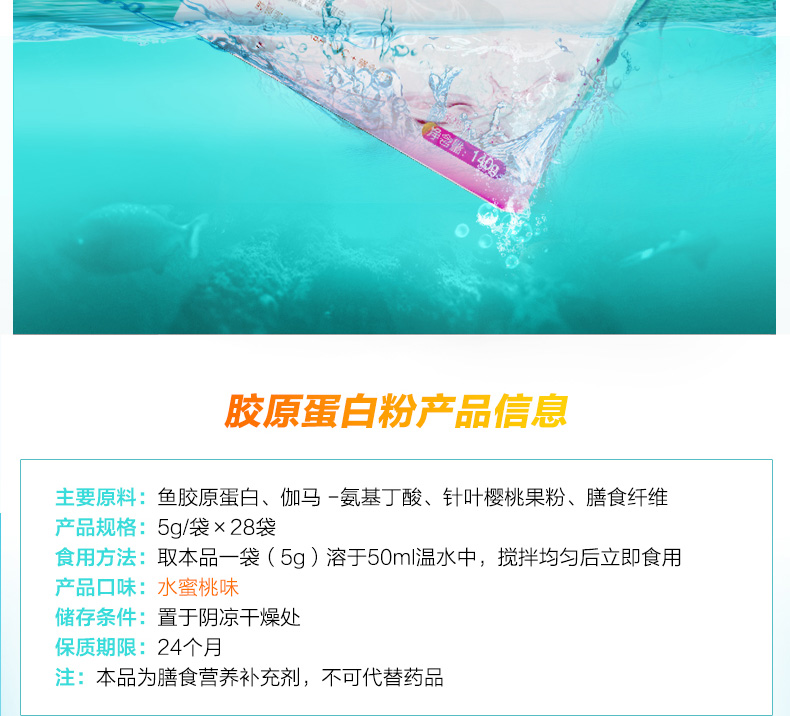 净含量：140g
胶原蛋白粉产品信息
主要原料：鱼胶原蛋白、伽马 -氨基丁酸、针叶樱桃果粉、膳食纤维
产品规格：5g/袋×28袋
食用方法：取本品一袋（5g）溶于50ml温水中，搅拌均匀后立即食用
产品口味：水蜜桃味
储存条件：置于阴凉干燥处
保质期限：24个月
注：本品为膳食营养补充剂，不可代替药品